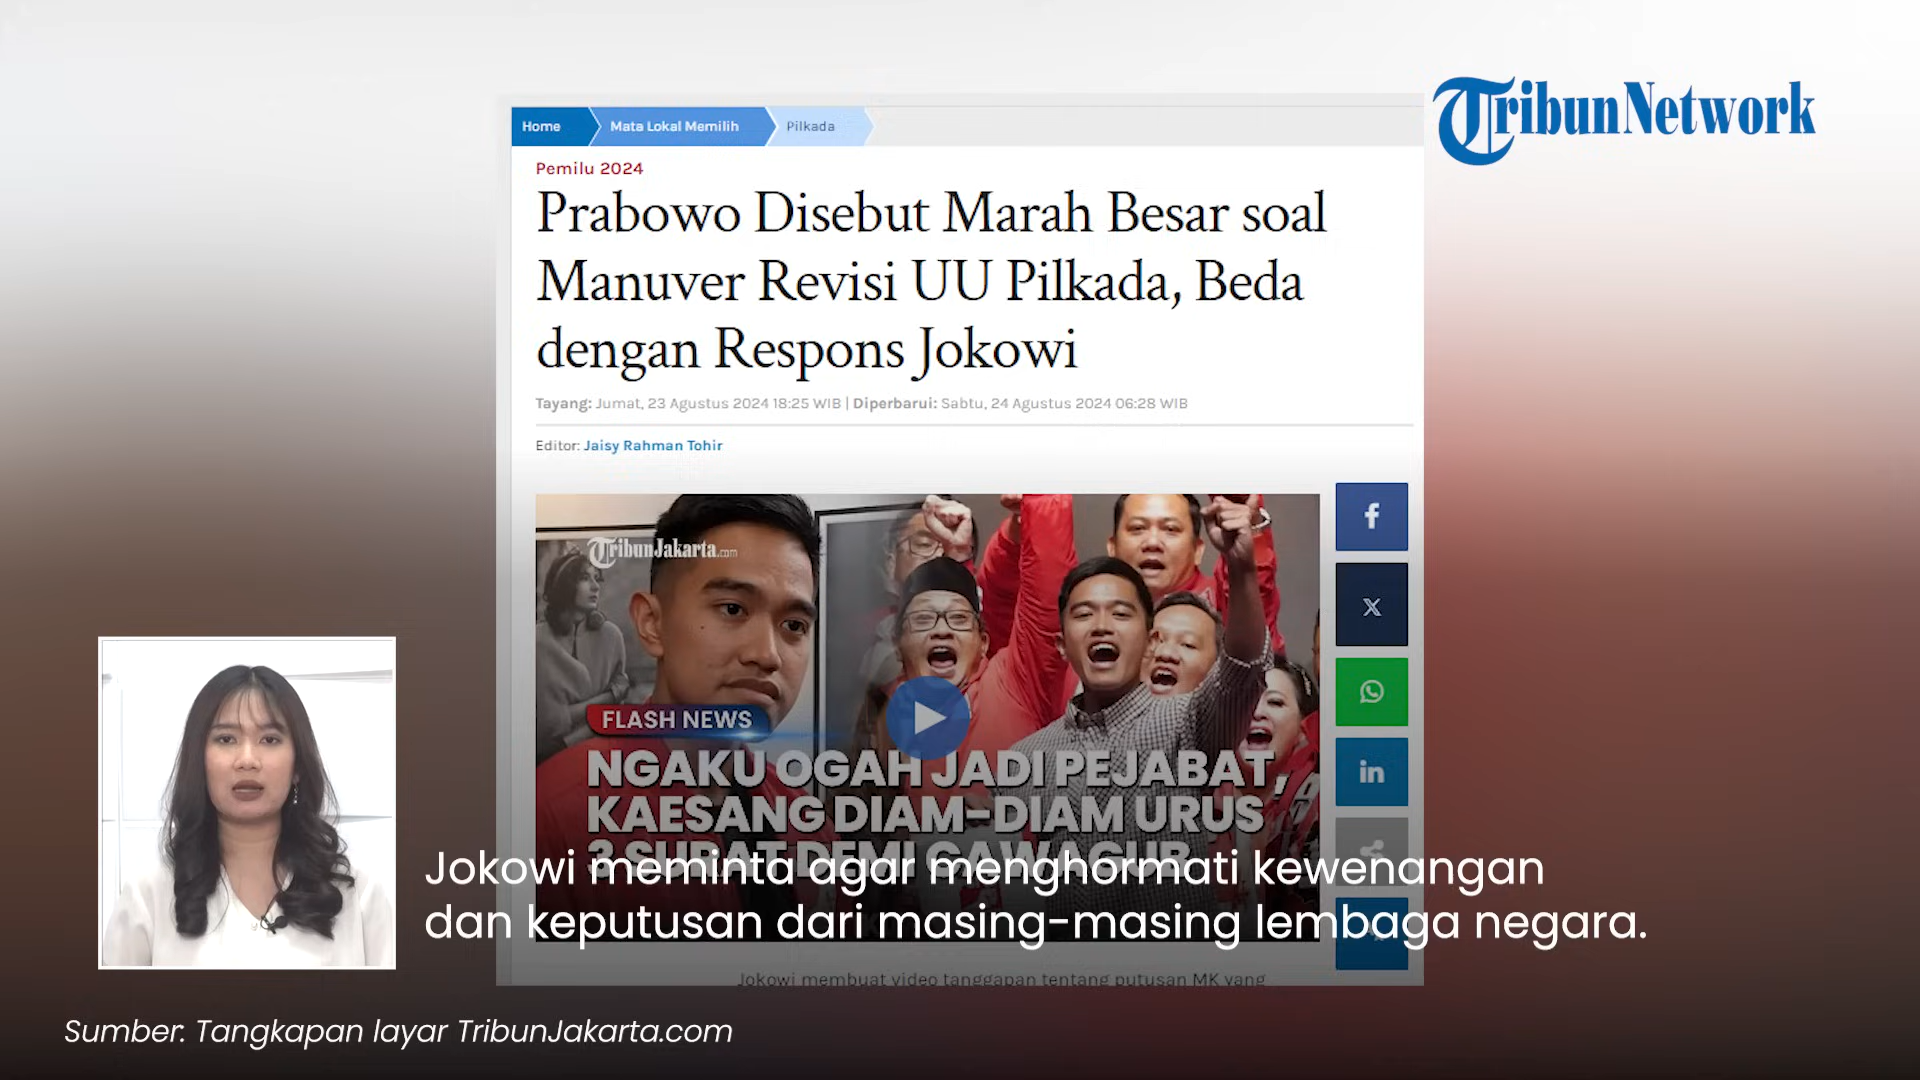 TribunNetwork
Home
Mata Lokal Memilih
Pilkada
Pemilu 2024
Prabowo Disebut Marah Besar soal
Manuver Revisi UU Pilkada, Beda
dengan Respons Jokowi
Tayang: Jumat, 23 Agustus 2024 18:25 WIB | Diperbarui: Sabtu, 24 Agustus 2024 06:28 WIB
Editor: Jaisy Rahman Tohir
TribunJakarta.com
FLASH NEWS
NGAKU OGAH JADI PEJABAT,
KAESANG DIAM-DIAM URUS
3 SURAT DEMI CAWAGUB
Jokowi meminta agar menghormati kewenangan
dan keputusan dari masing-masing lembaga negara.
Jokowi membuat video tanggapan tentang putusan MK yang
Sumber: Tangkapan layar TribunJakarta.com